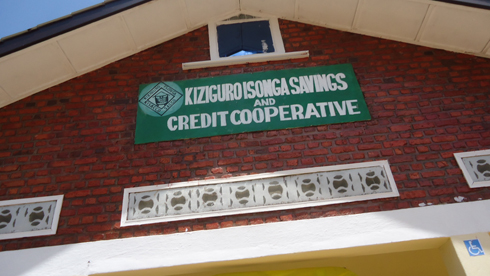 KIZIGURO ISONGA SAVINGS
AND
CREDIT COOPERATIVE